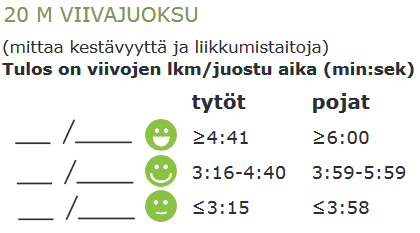 20 M VIIVAJUOKSU
(mittaa kestävyyttä ja liikkumistaitoja)
Tulos on viivojen lkm/juostu aika (min:sek)
tytöt pojat
___ /_____ ≥4:41 ≥6:00
___ /_____ 3:16-4:40 3:59-5:59
___ /_____ ≤3:15 ≤3:58